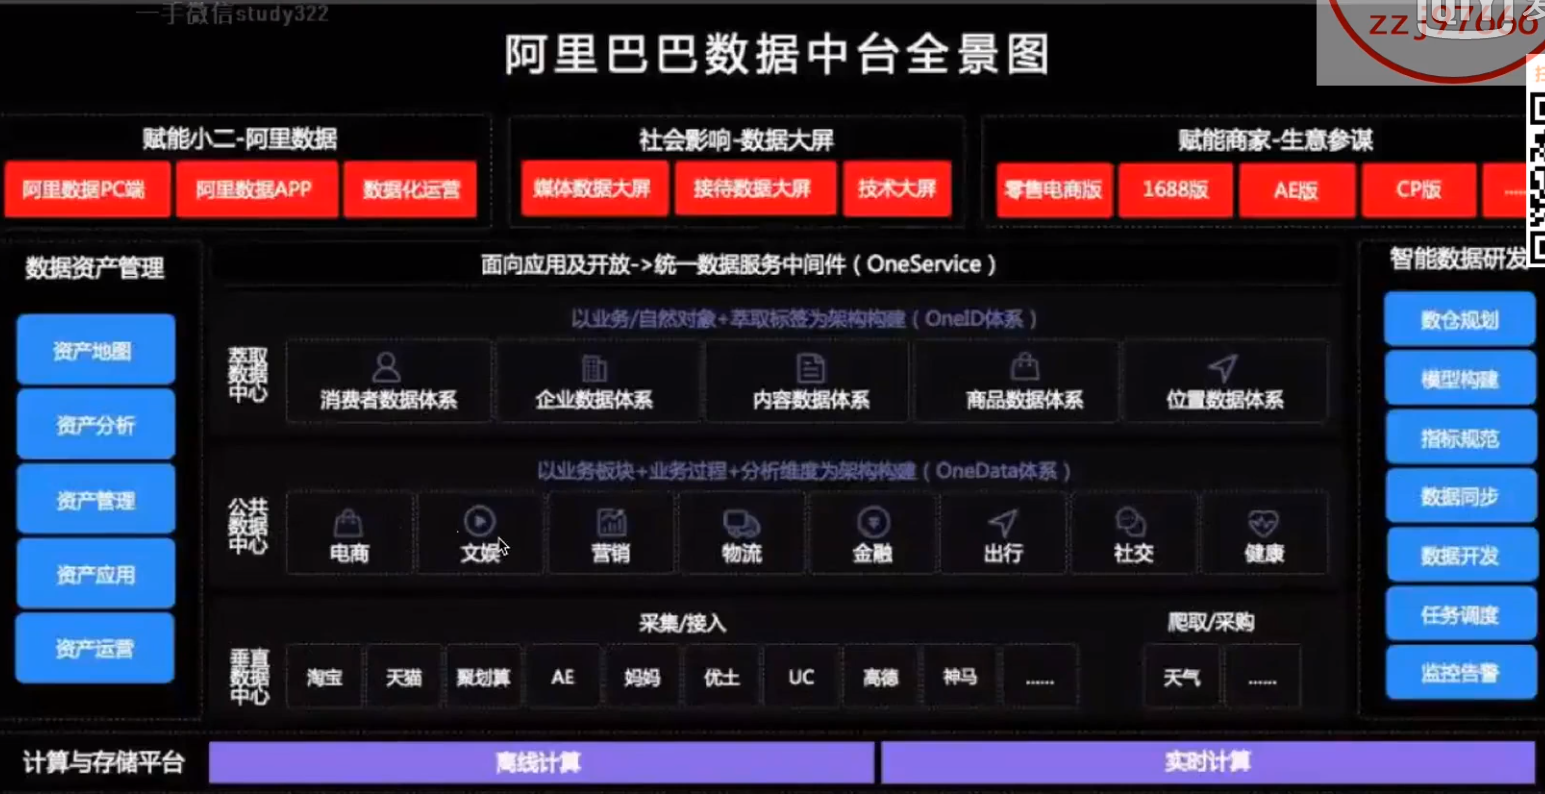 一手微信study322
zzj97666
阿里巴巴数据中台全景图
赋能小二-阿里数据
阿里数据PC端 阿里数据APP 数据化运营
社会影响-数据大屏
媒体数据大屏 接待数据大屏 技术大屏
赋能商家-生意参谋
零售电商版 1688版 AE版 CP版 ......
数据资产管理
资产地图
资产分析
资产管理
资产应用
资产运营
面向应用及开放->统一数据服务中间件（OneService）
以业务/自然对象+萃取标签为架构构建（OneID体系）
萃取数据中心
消费者数据体系 企业数据体系 内容数据体系 商品数据体系 位置数据体系
以业务板块+业务过程+分析维度为架构构建（OneData体系）
公共数据中心
电商 文娱 营销 物流 金融 出行 社交 健康
采集/接入 爬取/采购
垂直数据中心
淘宝 天猫 聚划算 AE 妈妈 优土 UC 高德 神马 ...... 天气 ......
智能数据研发
数仓规划
模型构建
指标规范
数据同步
数据开发
任务调度
监控告警
计算与存储平台 离线计算 实时计算